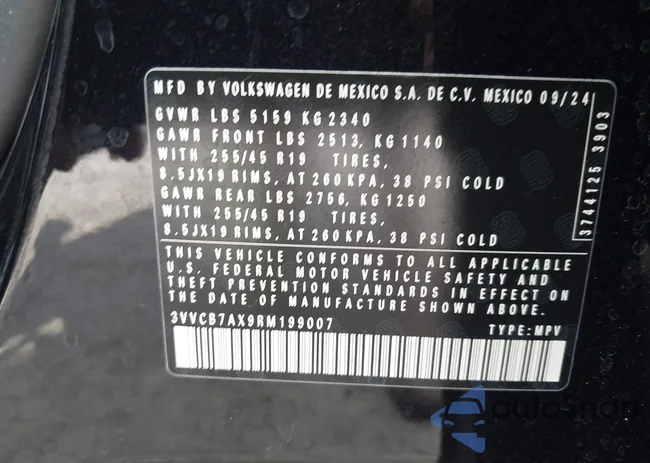 MFD BY VOLKSWAGEN DE MEXICO S.A. DE C.V. MEXICO 09/24
GVWR LBS 5159 KG 2340
GAWR FRONT LBS 2513, KG 1140
WITH 255/45 R19 TIRES,
8.5JX19 RIMS, AT 260 KPA, 38 PSI COLD
GAWR REAR LBS 2756, KG 1250
WITH 255/45 R19 TIRES,
8.5JX19 RIMS, AT 260 KPA, 38 PSI COLD
3744125 3903
THIS VEHICLE CONFORMS TO ALL APPLICABLE
U.S. FEDERAL MOTOR VEHICLE SAFETY AND
THEFT PREVENTION STANDARDS IN EFFECT ON
THE DATE OF MANUFACTURE SHOWN ABOVE.
3VVCB7AX9RM199007 TYPE: MPV
autoSnap